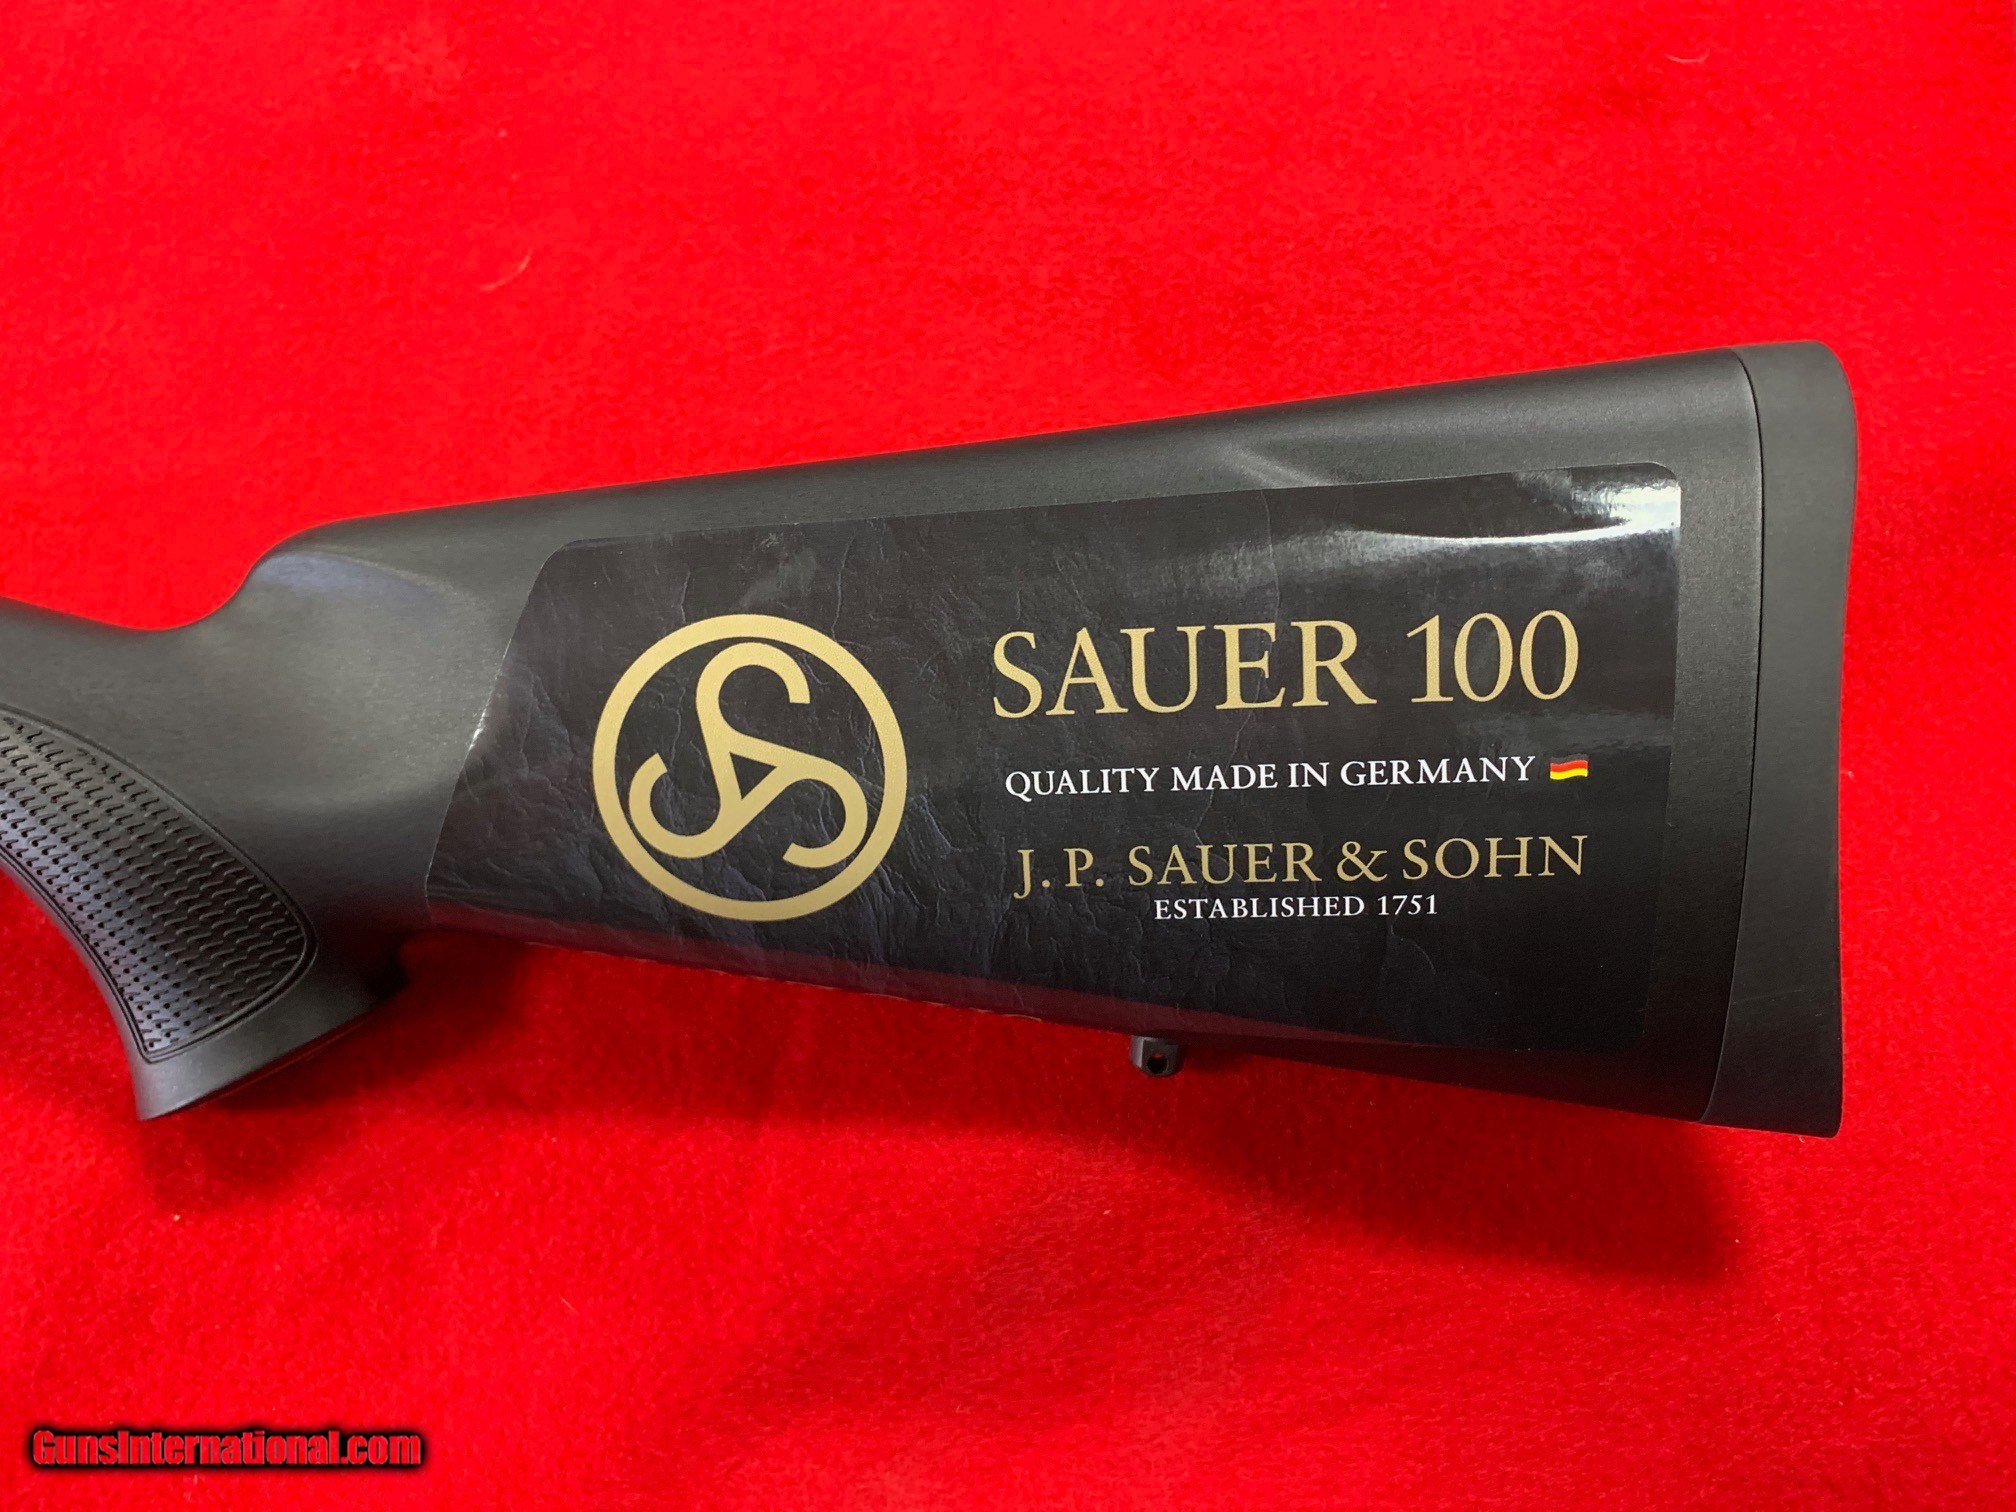 SAUER 100
QUALITY MADE IN GERMANY
J. P. SAUER & SOHN
ESTABLISHED 1751
GunsInternational.com